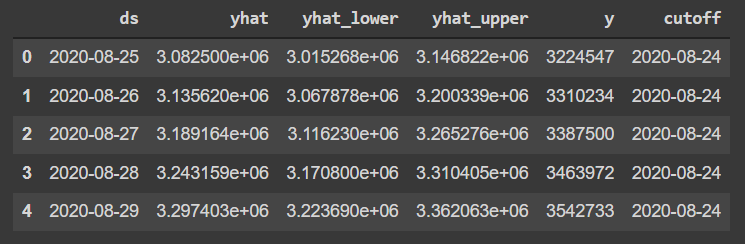 ds yhat yhat_lower yhat_upper y cutoff
0 2020-08-25 3.082500e+06 3.015268e+06 3.146822e+06 3224547 2020-08-24
1 2020-08-26 3.135620e+06 3.067878e+06 3.200339e+06 3310234 2020-08-24
2 2020-08-27 3.189164e+06 3.116230e+06 3.265276e+06 3387500 2020-08-24
3 2020-08-28 3.243159e+06 3.170800e+06 3.310405e+06 3463972 2020-08-24
4 2020-08-29 3.297403e+06 3.223690e+06 3.362063e+06 3542733 2020-08-24